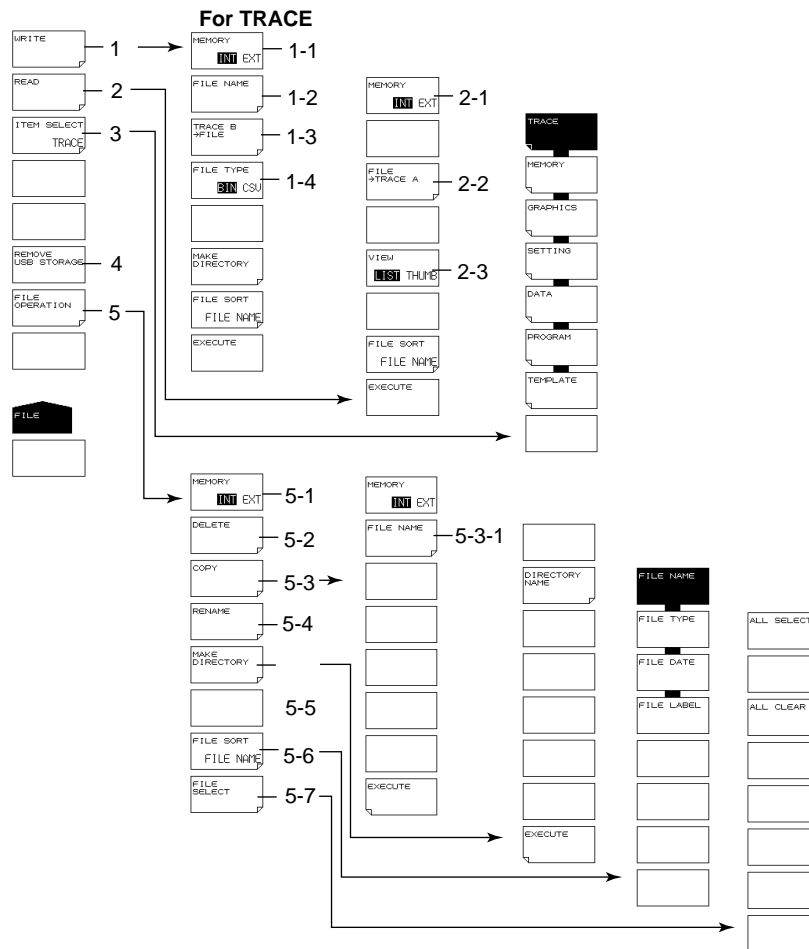 For TRACE
WRITE
1
READ
2
ITEM SELECT
TRACE
3
REMOVE
USB STORAGE
4
FILE
OPERATION
5
FILE
MEMORY
INT EXT
1-1
FILE NAME
1-2
TRACE B
→FILE
1-3
FILE TYPE
BIN CSV
1-4
MAKE
DIRECTORY
FILE SORT
FILE NAME
EXECUTE
MEMORY
INT EXT
2-1
FILE
→TRACE A
2-2
VIEW
LIST THUMB
2-3
FILE SORT
FILE NAME
EXECUTE
TRACE
MEMORY
GRAPHICS
SETTING
DATA
PROGRAM
TEMPLATE
MEMORY
INT EXT
5-1
DELETE
5-2
COPY
5-3
RENAME
5-4
MAKE
DIRECTORY
5-5
FILE SORT
FILE NAME
5-6
FILE
SELECT
5-7
MEMORY
INT EXT
FILE NAME
5-3-1
EXECUTE
DIRECTORY
NAME
EXECUTE
FILE NAME
FILE TYPE
FILE DATE
FILE LABEL
ALL SELECT
ALL CLEAR